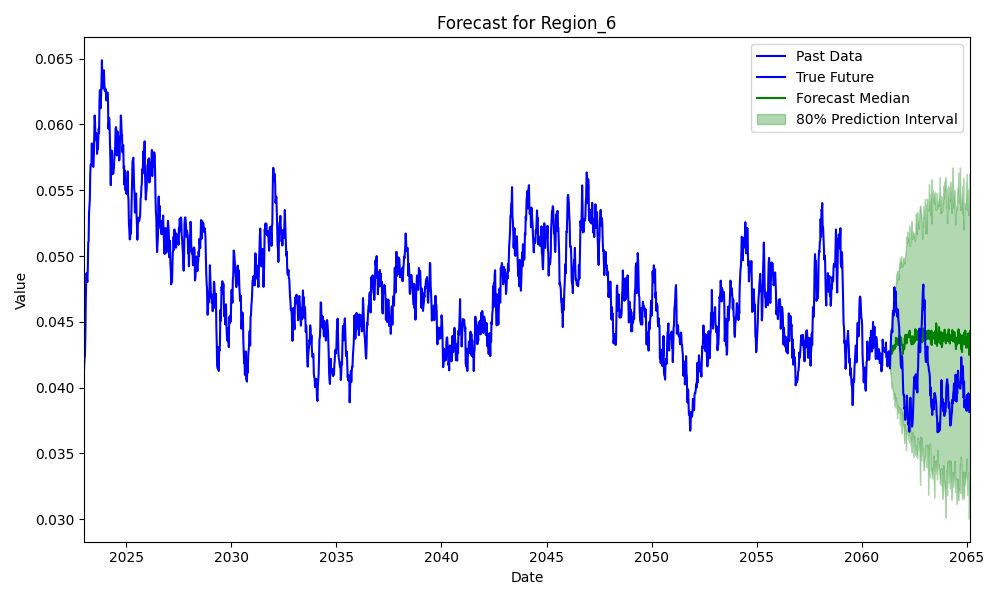 Forecast for Region_6
Past Data
True Future
Forecast Median
80% Prediction Interval
Value
0.065
0.060
0.055
0.050
0.045
0.040
0.035
0.030
2025
2030
2035
2040
2045
2050
2055
2060
2065
Date